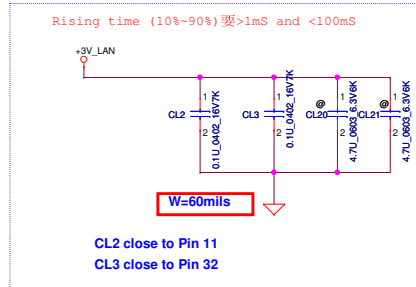 Rising time (10%~90%)要>1mS and <100mS
+3V_LAN
1
CL2
2
0.1U_0402_16V7K
1
CL3
2
0.1U_0402_16V7K
@
1
CL20
2
4.7U_0603_6.3V6K
@
1
CL21
2
4.7U_0603_6.3V6K
W=60mils
CL2 close to Pin 11
CL3 close to Pin 32